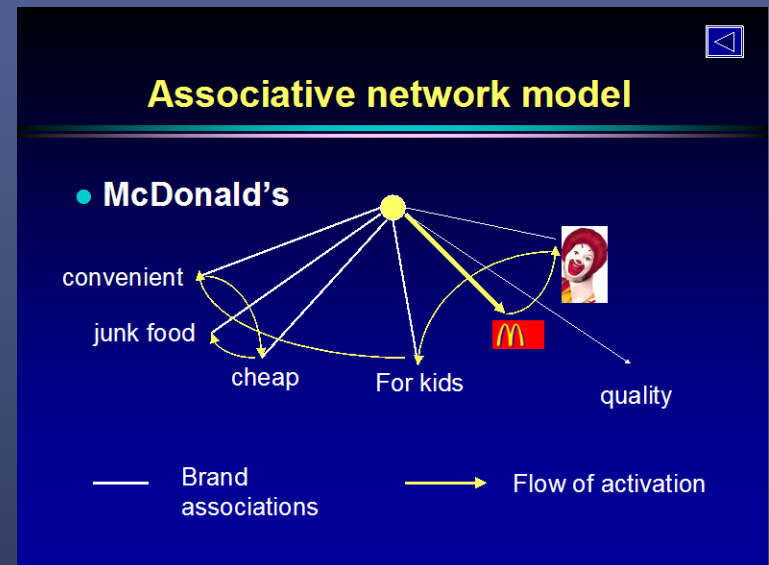 Associative network model
McDonald's
convenient
junk food
cheap
For kids
quality
Brand
associations
Flow of activation